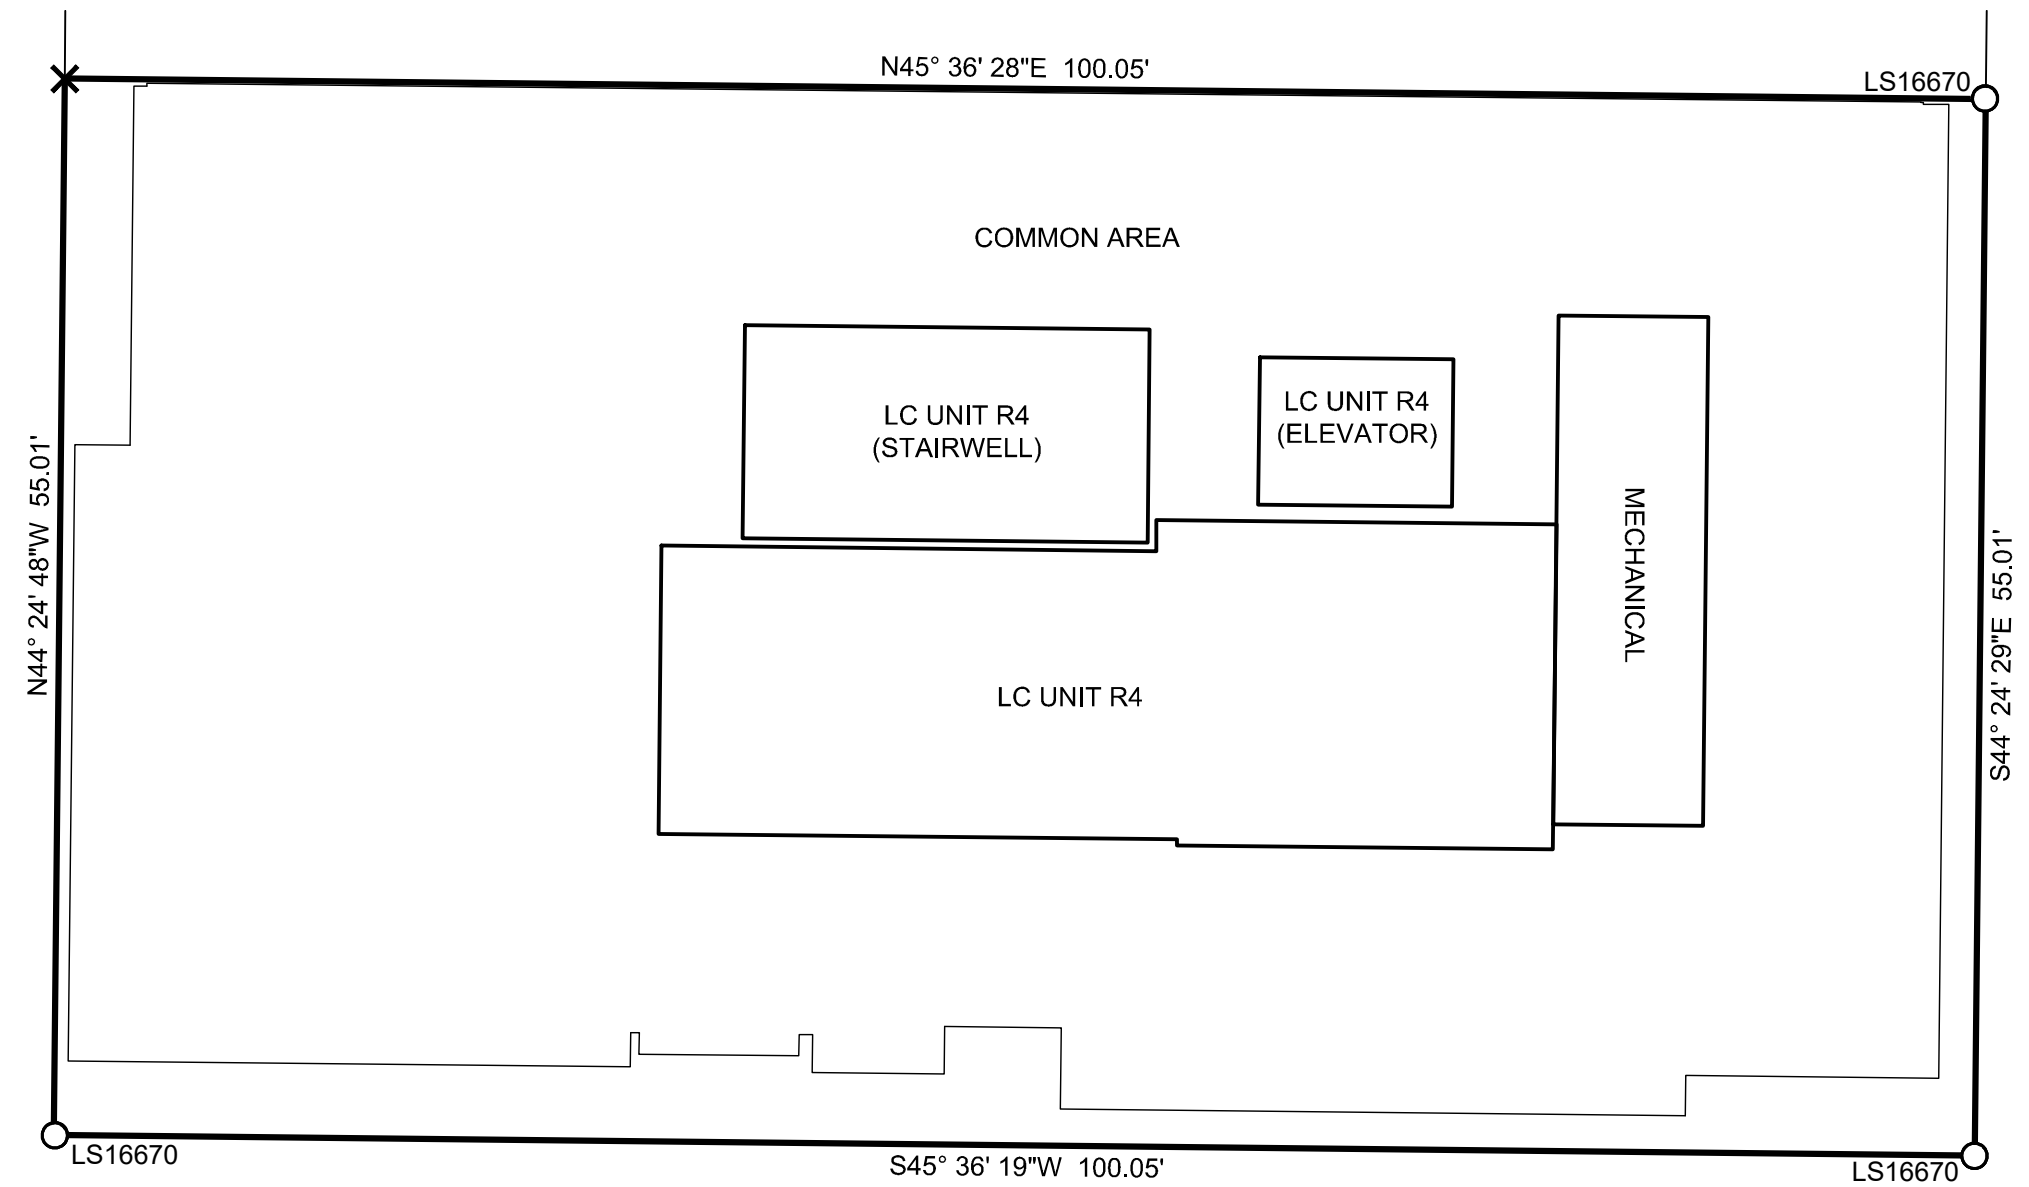 N45° 36' 28"E 100.05'
LS16670
COMMON AREA
LC UNIT R4
(STAIRWELL)
LC UNIT R4
(ELEVATOR)
MECHANICAL
N44° 24' 48"W 55.01'
S44° 24' 29"E 55.01'
LC UNIT R4
LS16670
S45° 36' 19"W 100.05'
LS16670